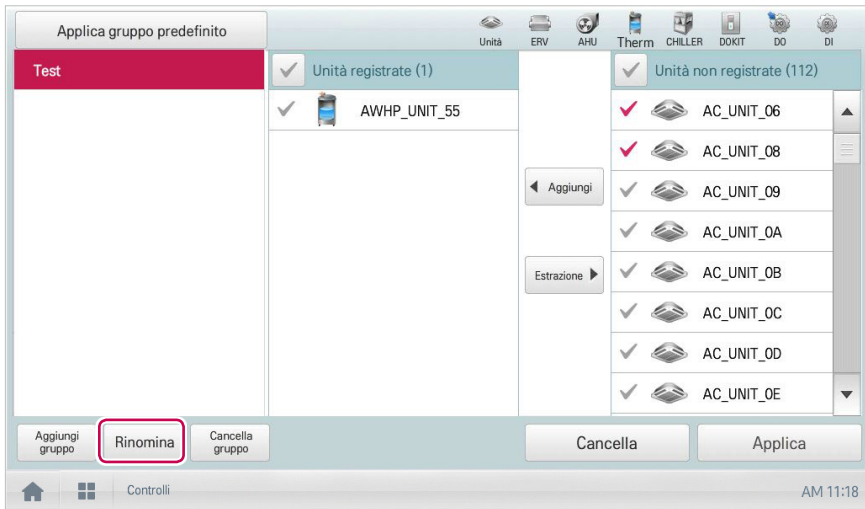 Applica gruppo predefinito
Unità
ERV
AHU
Therm
CHILLER
DOKIT
DO
DI
Test
Unità registrate (1)
Unità non registrate (112)
AWHP_UNIT_55
AC_UNIT_06
AC_UNIT_08
Aggiungi
AC_UNIT_09
AC_UNIT_0A
Estrazione
AC_UNIT_0B
AC_UNIT_0C
AC_UNIT_0D
AC_UNIT_0E
Aggiungi
gruppo
Rinomina
Cancella
gruppo
Cancella
Applica
Controlli
AM 11:18